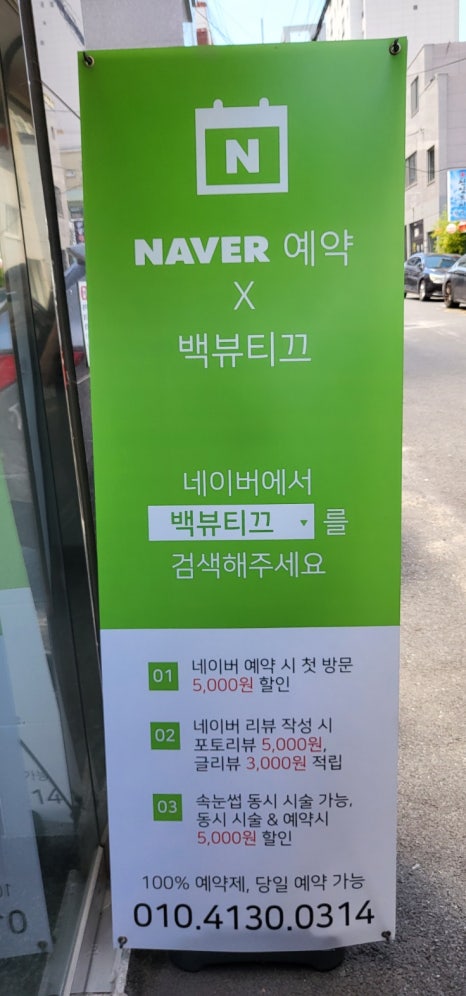 N
NAVER 예약
X
백뷰티끄
네이버에서
백뷰티끄 ▼ 를
검색해주세요
01 네이버 예약 시 첫 방문
5,000원 할인
02 네이버 리뷰 작성 시
포토리뷰 5,000원,
글리뷰 3,000원 적립
03 속눈썹 동시 시술 가능,
동시 시술 & 예약시
5,000원 할인
100% 예약제, 당일 예약 가능
010.4130.0314